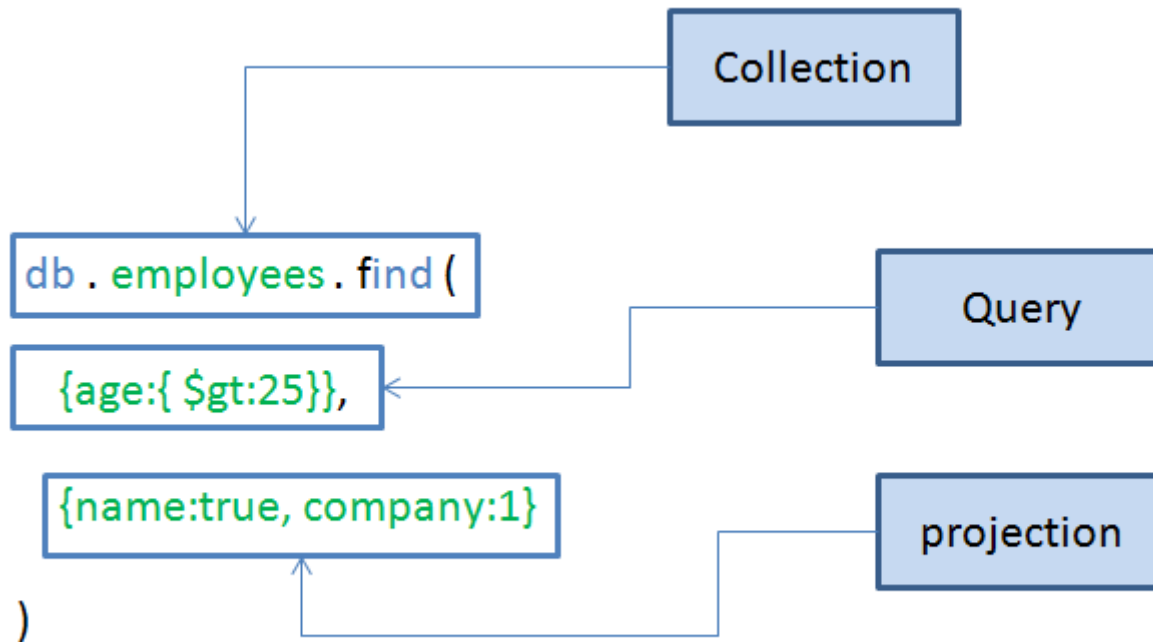 Collection
db . employees . find (
Query
{age:{ $gt:25}},
{name:true, company:1}
projection
)